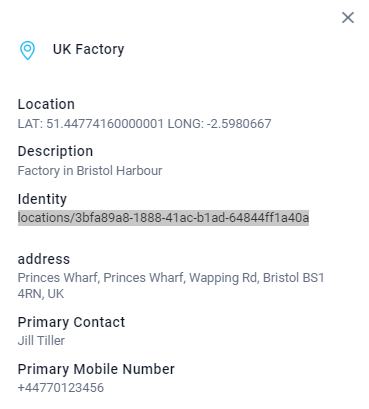 UK Factory
Location
LAT: 51.44774160000001 LONG: -2.5980667
Description
Factory in Bristol Harbour
Identity
locations/3bfa89a8-1888-41ac-b1ad-64844ff1a40a
address
Princes Wharf, Princes Wharf, Wapping Rd, Bristol BS1
4RN, UK
Primary Contact
Jill Tiller
Primary Mobile Number
+44770123456